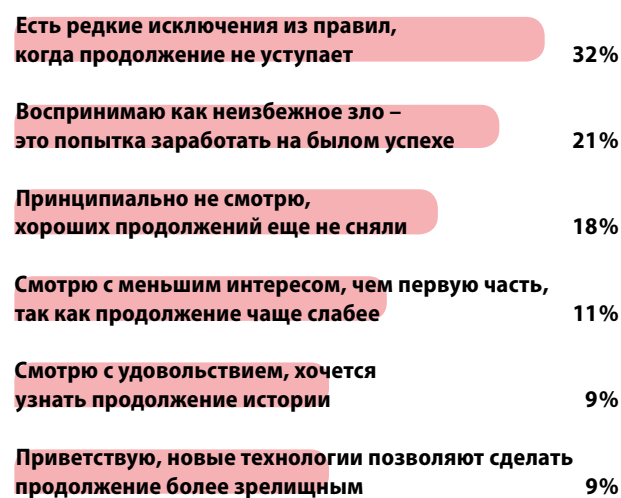 Есть редкие исключения из правил,
когда продолжение не уступает 32%
Воспринимаю как неизбежное зло –
это попытка заработать на былом успехе 21%
Принципиально не смотрю,
хороших продолжений еще не сняли 18%
Смотрю с меньшим интересом, чем первую часть,
так как продолжение чаще слабее 11%
Смотрю с удовольствием, хочется
узнать продолжение истории 9%
Приветствую, новые технологии позволяют сделать
продолжение более зрелищным 9%